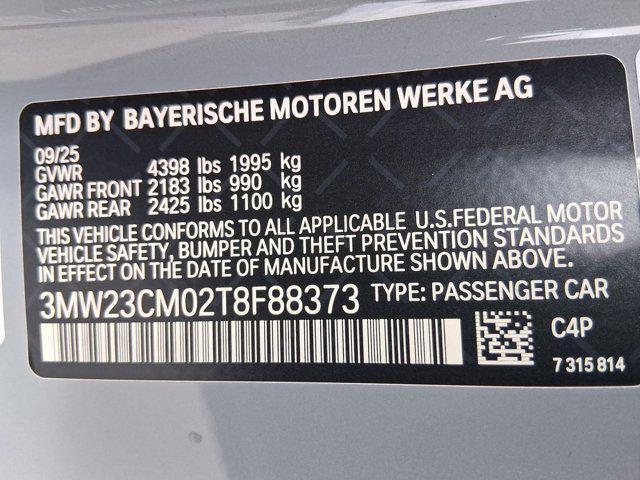 MFD BY BAYERISCHE MOTOREN WERKE AG
09/25
GVWR 4398 lbs 1995 kg
GAWR FRONT 2183 lbs 990 kg
GAWR REAR 2425 lbs 1100 kg
THIS VEHICLE CONFORMS TO ALL APPLICABLE U.S.FEDERAL MOTOR
VEHICLE SAFETY, BUMPER AND THEFT PREVENTION STANDARDS
IN EFFECT ON THE DATE OF MANUFACTURE SHOWN ABOVE.
3MW23CM02T8F88373 TYPE: PASSENGER CAR
C4P
7 315 814